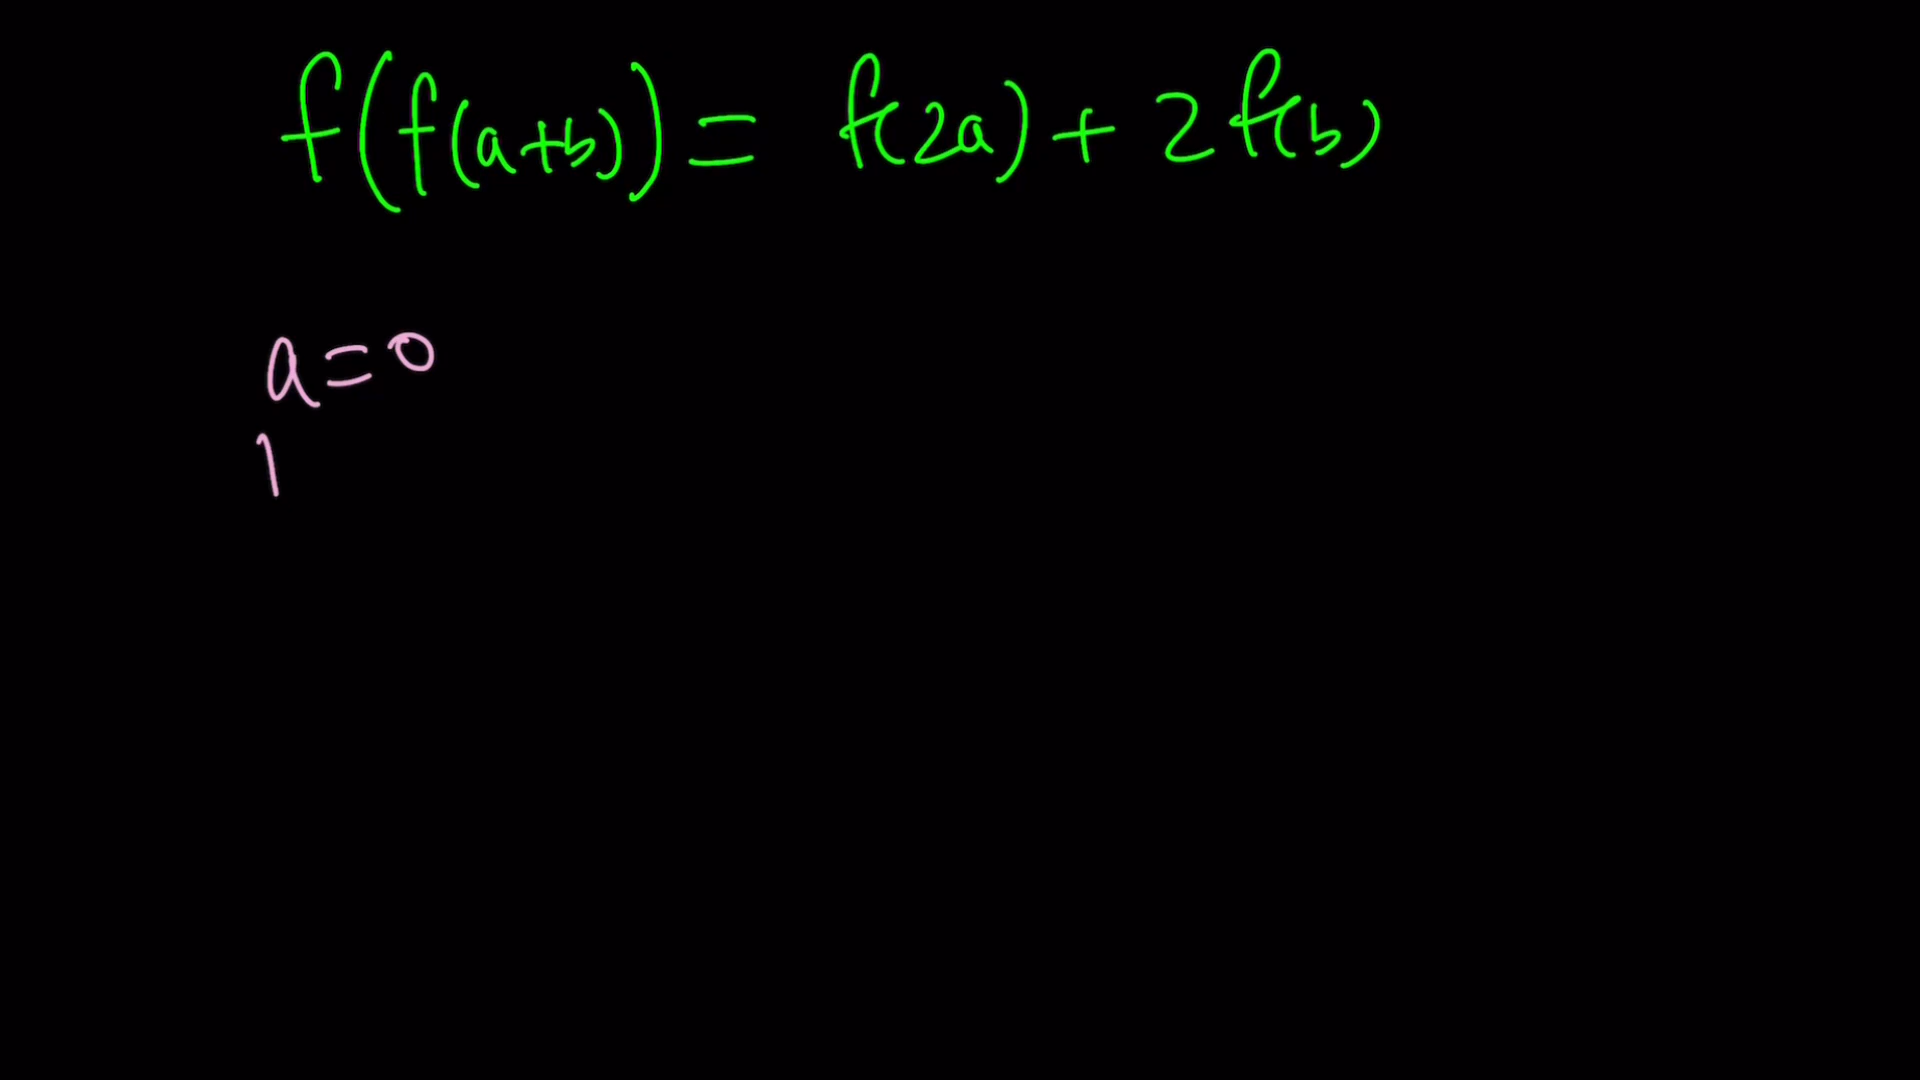 f(f(a+b)) = f(2a) + 2f(b)
a=0